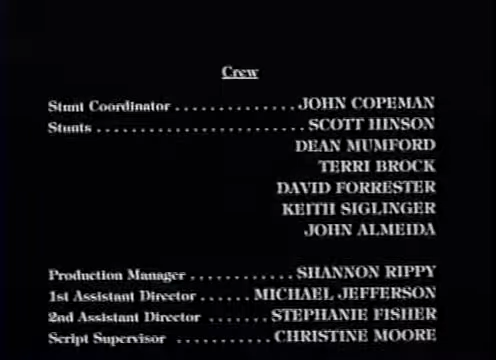 Crew
Stunt Coordinator . . . . . . . . . . . . . . JOHN COPEMAN
Stunts . . . . . . . . . . . . . . . . . . . . . . . . SCOTT HINSON
DEAN MUMFORD
TERRI BROCK
DAVID FORRESTER
KEITH SIGLINGER
JOHN ALMEIDA
Production Manager . . . . . . . . . . . SHANNON RIPPY
1st Assistant Director . . . . . . MICHAEL JEFFERSON
2nd Assistant Director . . . . . . . STEPHANIE FISHER
Script Supervisor . . . . . . . . . . . CHRISTINE MOORE